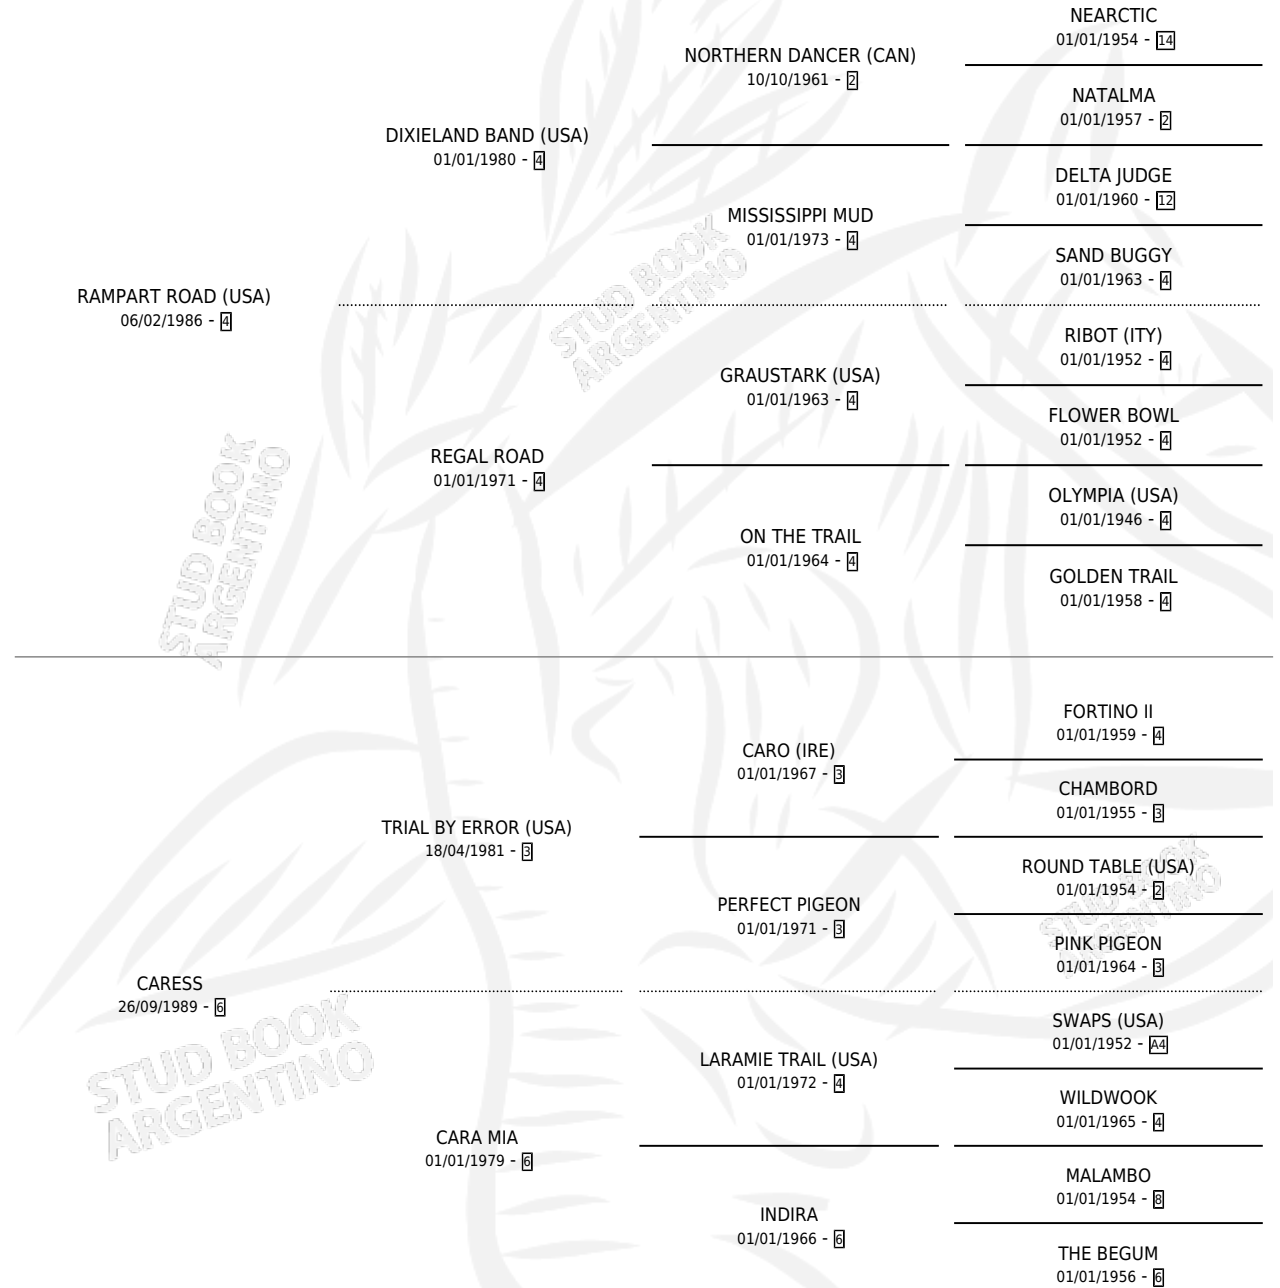 NEARCTIC
01/01/1954 - 14
NORTHERN DANCER (CAN)
10/10/1961 - 2
NATALMA
01/01/1957 - 2
DIXIELAND BAND (USA)
01/01/1980 - 4
DELTA JUDGE
01/01/1960 - 12
MISSISSIPPI MUD
01/01/1973 - 4
SAND BUGGY
01/01/1963 - 4
RAMPART ROAD (USA)
06/02/1986 - 4
RIBOT (ITY)
01/01/1952 - 4
GRAUSTARK (USA)
01/01/1963 - 4
FLOWER BOWL
01/01/1952 - 4
REGAL ROAD
01/01/1971 - 4
OLYMPIA (USA)
01/01/1946 - 4
ON THE TRAIL
01/01/1964 - 4
GOLDEN TRAIL
01/01/1958 - 4
FORTINO II
01/01/1959 - 4
CARO (IRE)
01/01/1967 - 3
CHAMBORD
01/01/1955 - 3
TRIAL BY ERROR (USA)
18/04/1981 - 3
ROUND TABLE (USA)
01/01/1954 - 2
PERFECT PIGEON
01/01/1971 - 3
PINK PIGEON
01/01/1964 - 3
CARESS
26/09/1989 - 6
SWAPS (USA)
01/01/1952 - A4
LARAMIE TRAIL (USA)
01/01/1972 - 4
WILDWOOK
01/01/1965 - 4
CARA MIA
01/01/1979 - 6
MALAMBO
01/01/1954 - 8
INDIRA
01/01/1966 - 6
THE BEGUM
01/01/1956 - 6
STUD BOOK
ARGENTINO
STUD BOOK
ARGENTINO
STUD BOOK
ARGENTINO
STUD BOOK
ARGENTINO